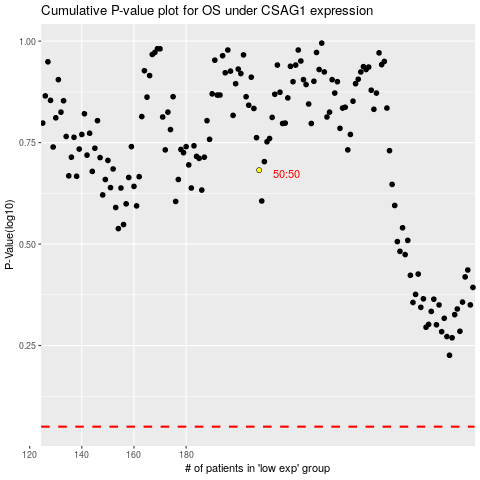 Cumulative P-value plot for OS under CSAG1 expression
P-Value(log10)
1.00
0.75
0.50
0.25
50:50
120 140 160 180
# of patients in 'low exp' group